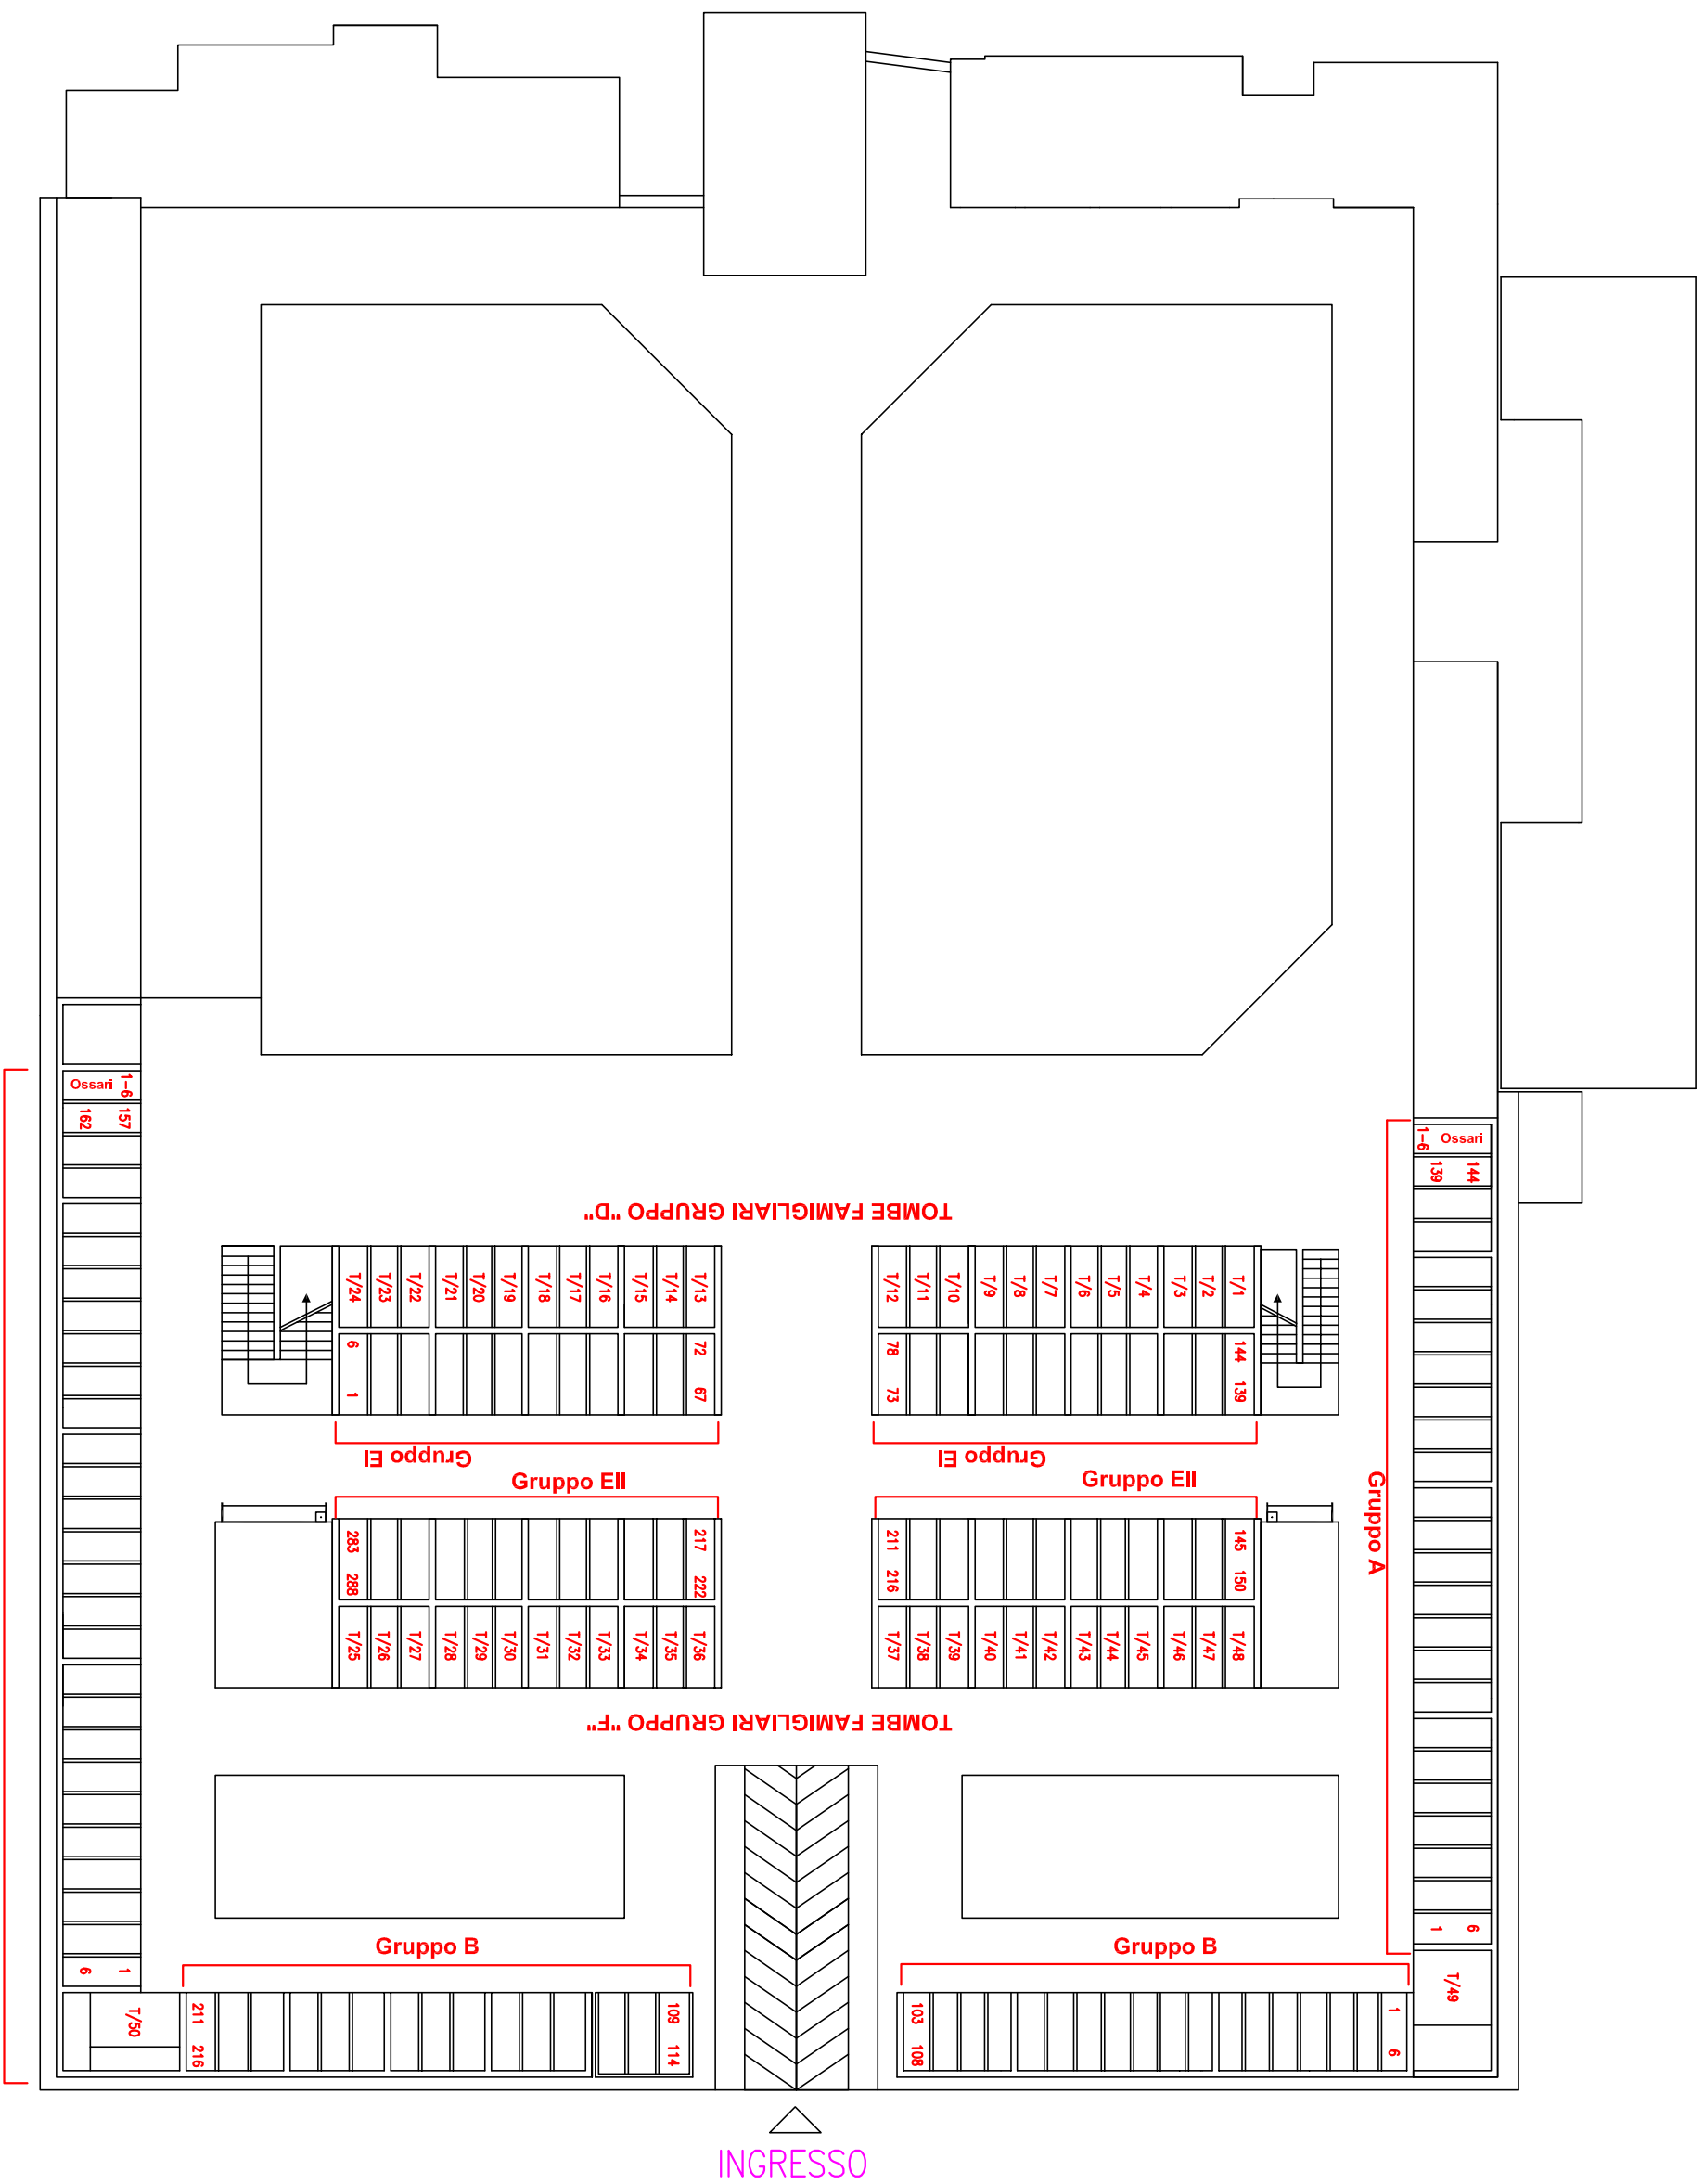 Ossari 1-6
162 157
1-6 Ossari
139 144
TOMBE FAMIGLIARI GRUPPO "D"
T/24 T/23 T/22 T/21 T/20 T/19 T/18 T/17 T/16 T/15 T/14 T/13
T/12 T/11 T/10 T/9 T/8 T/7 T/6 T/5 T/4 T/3 T/2 T/1
6 72 78 144
1 67 73 139
Gruppo EI
Gruppo EI
Gruppo EII
Gruppo EII
Gruppo A
283 217 211 145
288 222 216 150
T/25 T/26 T/27 T/28 T/29 T/30 T/31 T/32 T/33 T/34 T/35 T/36
T/37 T/38 T/39 T/40 T/41 T/42 T/43 T/44 T/45 T/46 T/47 T/48
TOMBE FAMIGLIARI GRUPPO "F"
1 6
Gruppo B
Gruppo B
6 1
T/49
T/50
211 109 103 1
216 114 108 6
INGRESSO